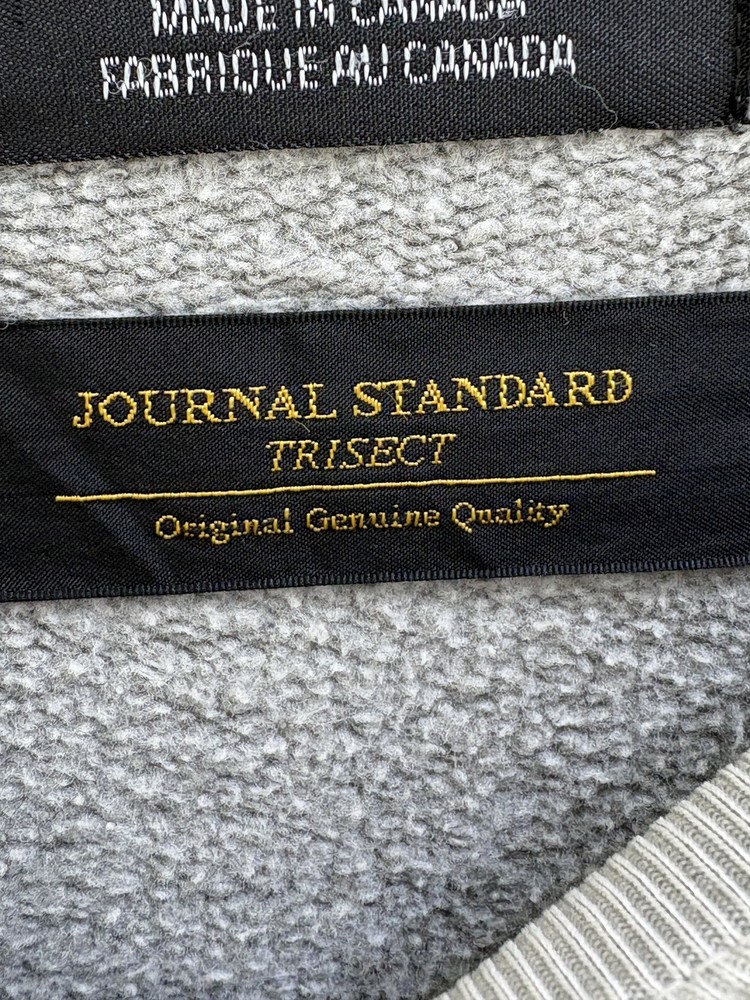 MADE IN CANADA
FABRIQUE AU CANADA
JOURNAL STANDARD
TRISECT
Original Genuine Quality